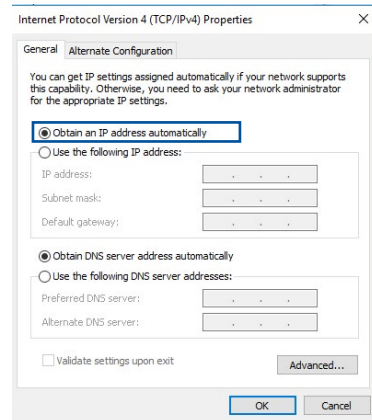 Internet Protocol Version 4 (TCP/IPv4) Properties
General Alternate Configuration
You can get IP settings assigned automatically if your network supports
this capability. Otherwise, you need to ask your network administrator
for the appropriate IP settings.
Obtain an IP address automatically
Use the following IP address:
IP address:
Subnet mask:
Default gateway:
Obtain DNS server address automatically
Use the following DNS server addresses:
Preferred DNS server:
Alternate DNS server:
Validate settings upon exit
Advanced...
OK Cancel